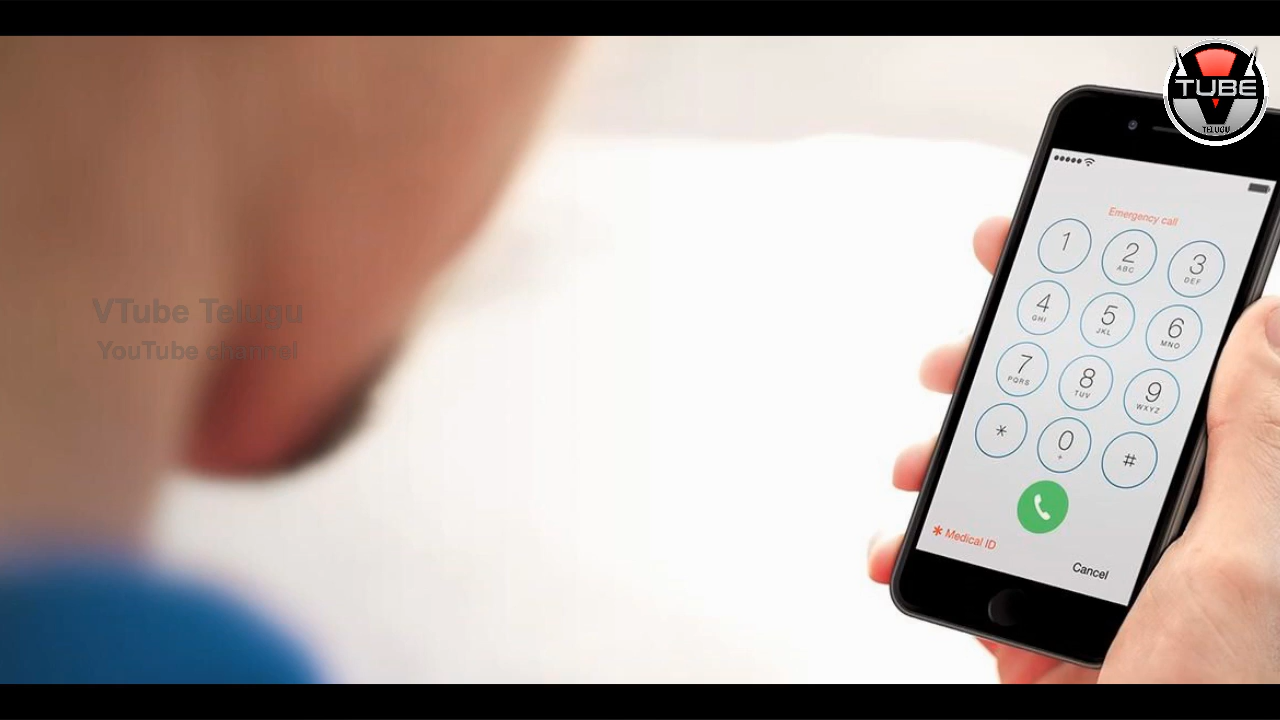 TUBE
TELUGU
Emergency call
1
2
ABC
3
DEF
4
GHI
5
JKL
6
MNO
7
PQRS
8
TUV
9
WXYZ
*
0
+
#
* Medical ID
Cancel
VTube Telugu
YouTube channel